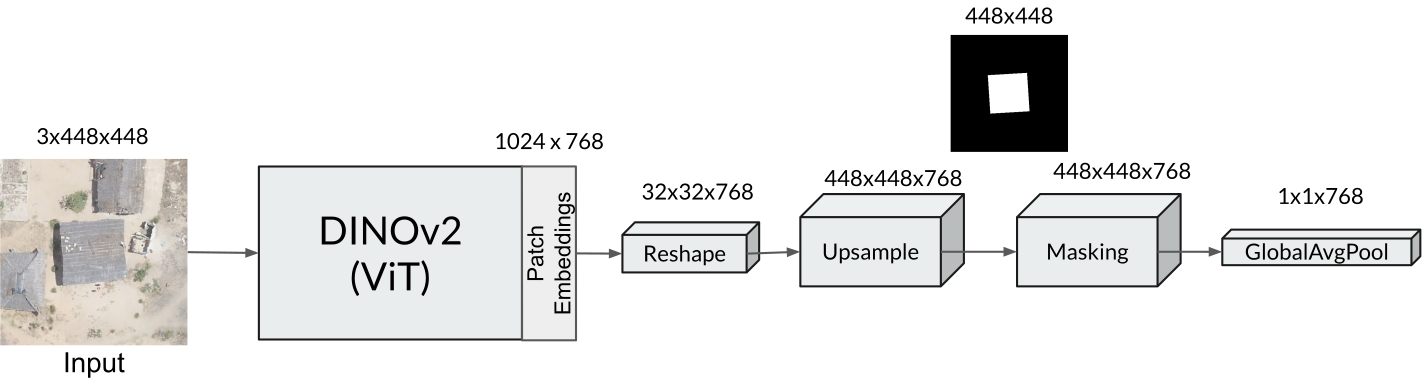 448x448
3x448x448
1024 x 768
32x32x768
448x448x768
448x448x768
1x1x768
DINOv2
(ViT)
Patch
Embeddings
Reshape
Upsample
Masking
GlobalAvgPool
Input